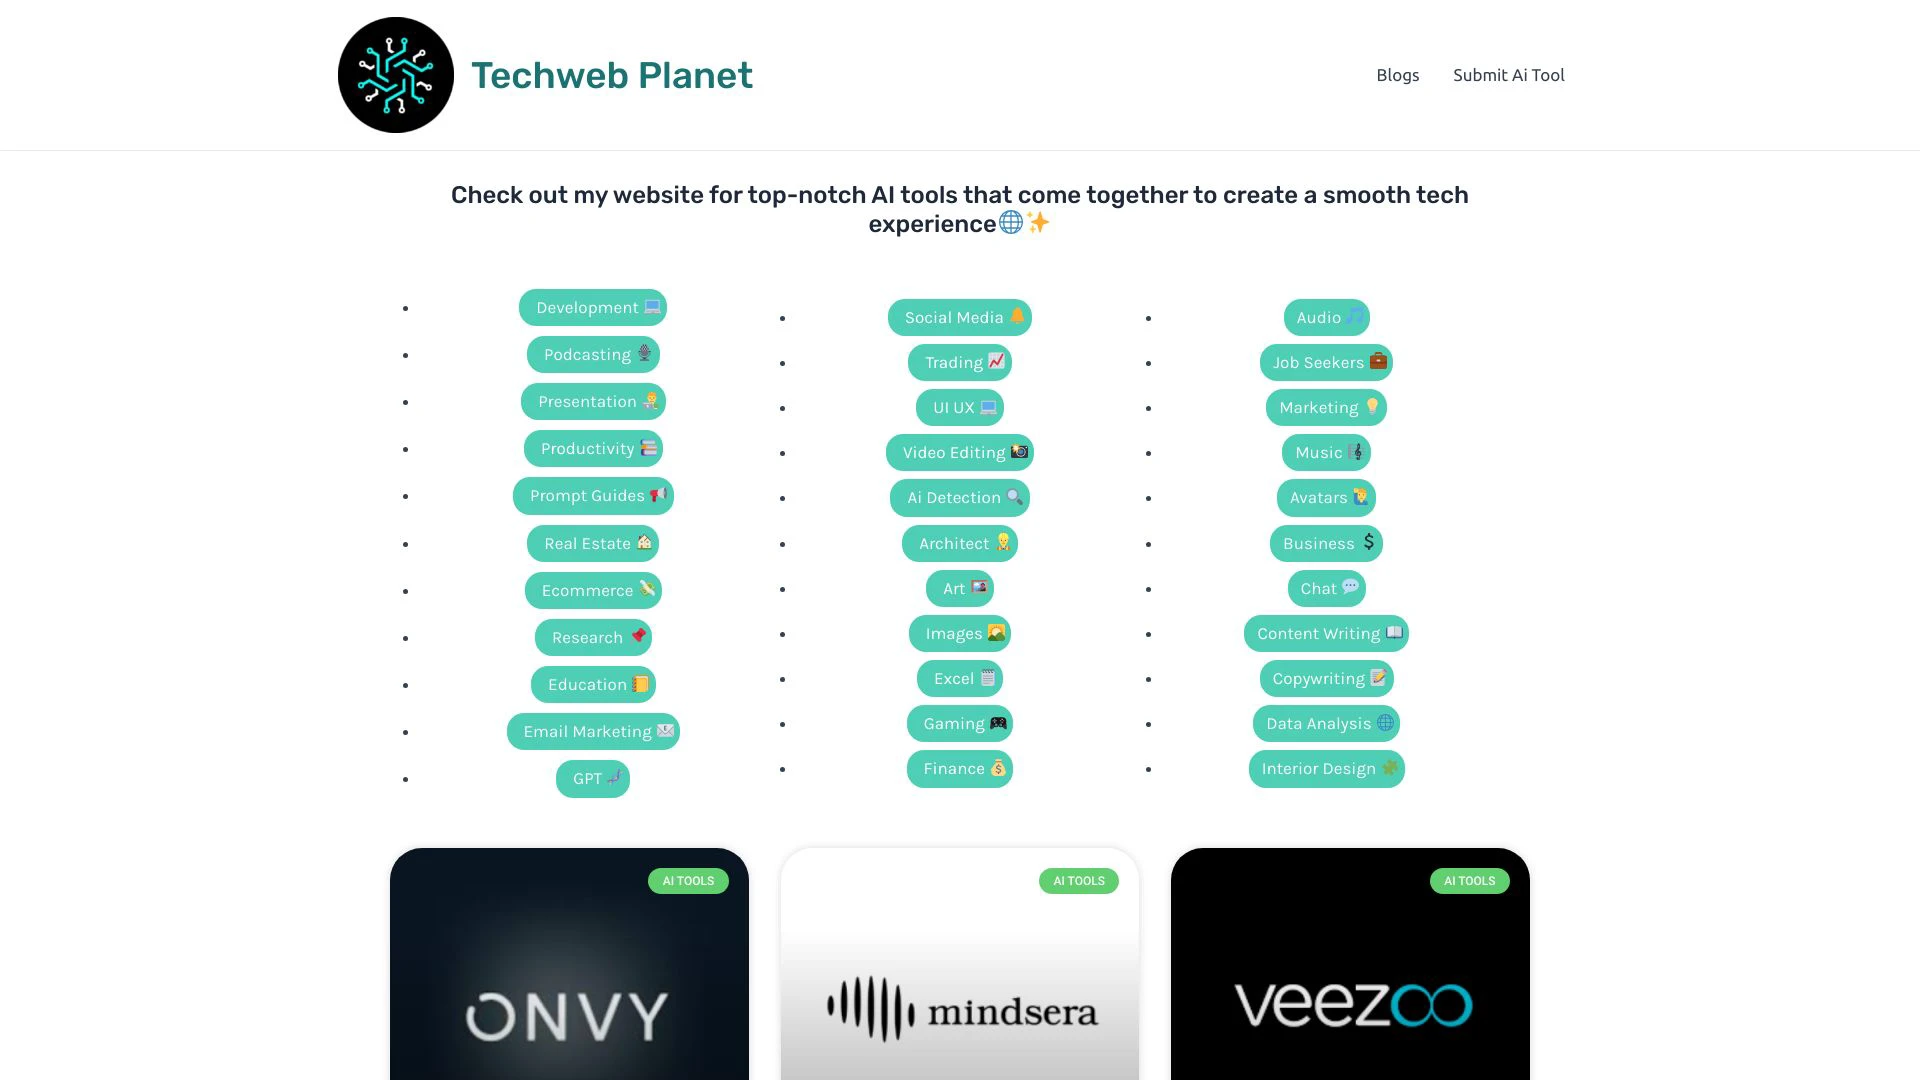 Techweb Planet
Blogs
Submit Ai Tool
Check out my website for top-notch AI tools that come together to create a smooth tech
experience🌐✨
Development 💻
Podcasting 🎙
Presentation 👩‍🏫
Productivity 📚
Prompt Guides 📢
Real Estate 🏠
Ecommerce 💸
Research 📌
Education 📒
Email Marketing 📧
GPT 🧬
Social Media 🔔
Trading 📈
UI UX 💻
Video Editing 📸
Ai Detection 🔍
Architect 👷
Art 🖼
Images 🌄
Excel 🗒
Gaming 🎮
Finance 💰
Audio 🎵
Job Seekers 💼
Marketing 💡
Music 🎼
Avatars 🙋
Business 💲
Chat 💬
Content Writing 📖
Copywriting 📝
Data Analysis 🌐
Interior Design 🧩
AI TOOLS
ONVY
AI TOOLS
mindsera
AI TOOLS
veezoo